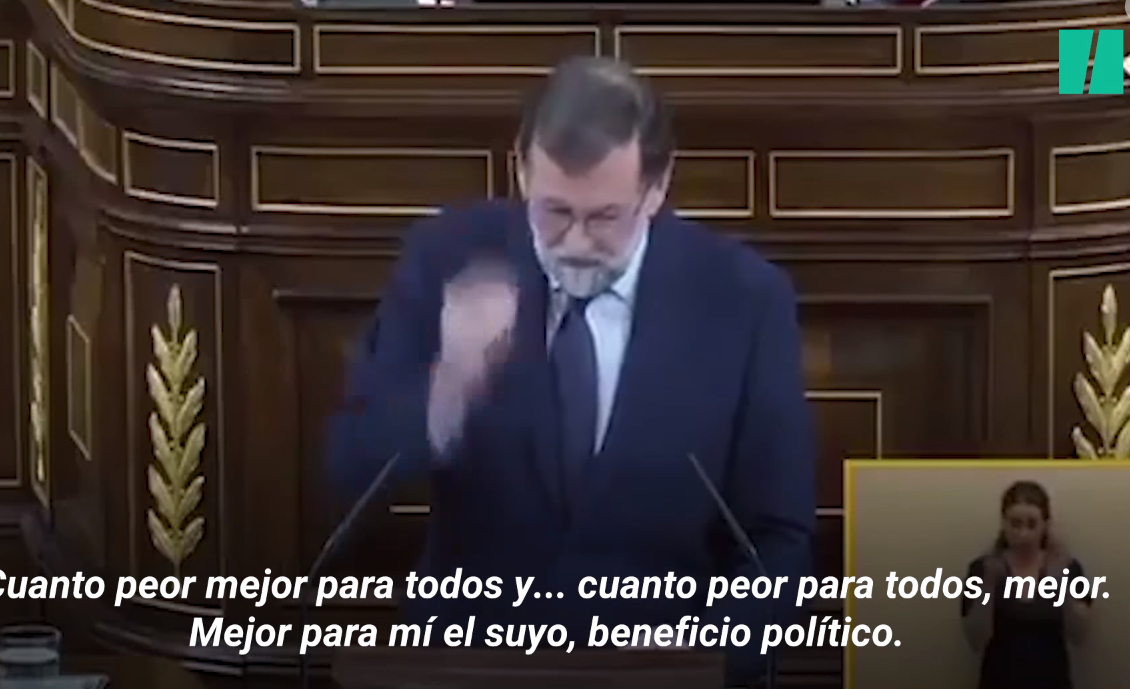 Cuanto peor mejor para todos y... cuanto peor para todos, mejor.
Mejor para mí el suyo, beneficio político.